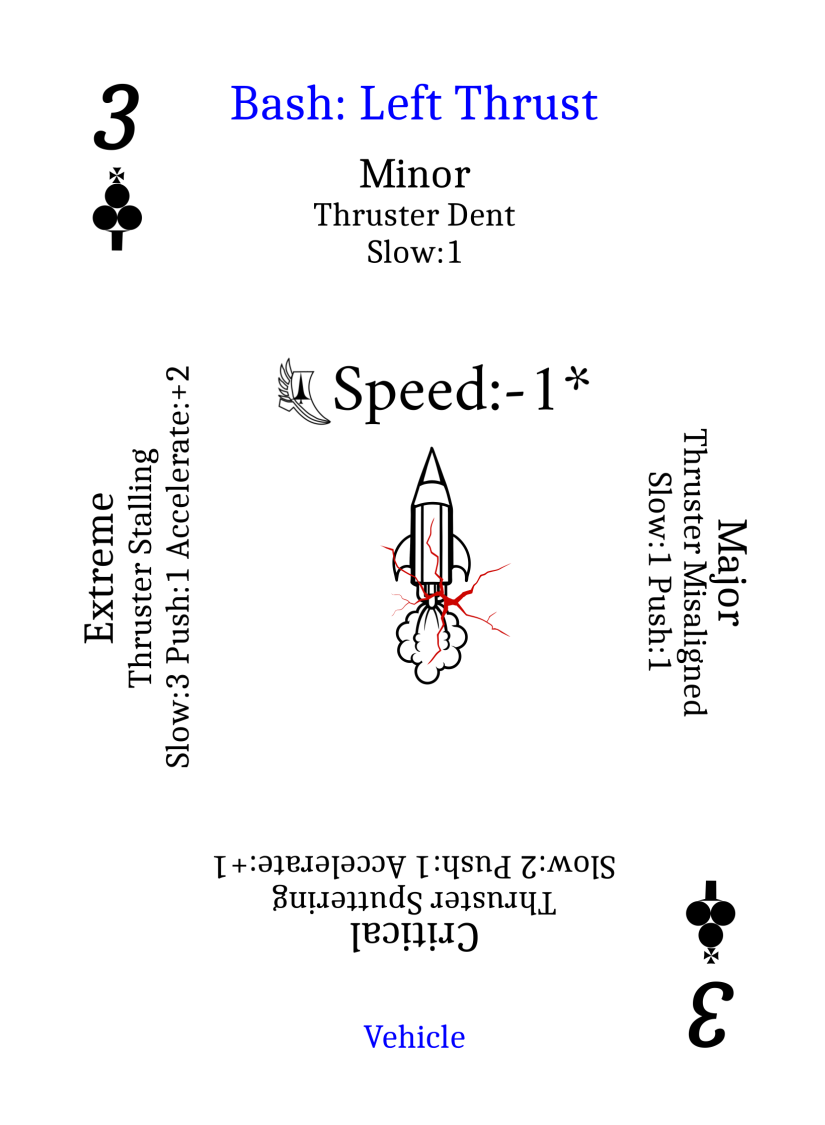 3
Bash: Left Thrust
Minor
Thruster Dent
Slow:1
Speed:-1*
Extreme
Thruster Stalling
Slow:3 Push:1 Accelerate:+2
Major
Thruster Misaligned
Slow:1 Push:1
Critical
Thruster Sputtering
Slow:2 Push:1 Accelerate:+1
Vehicle
3